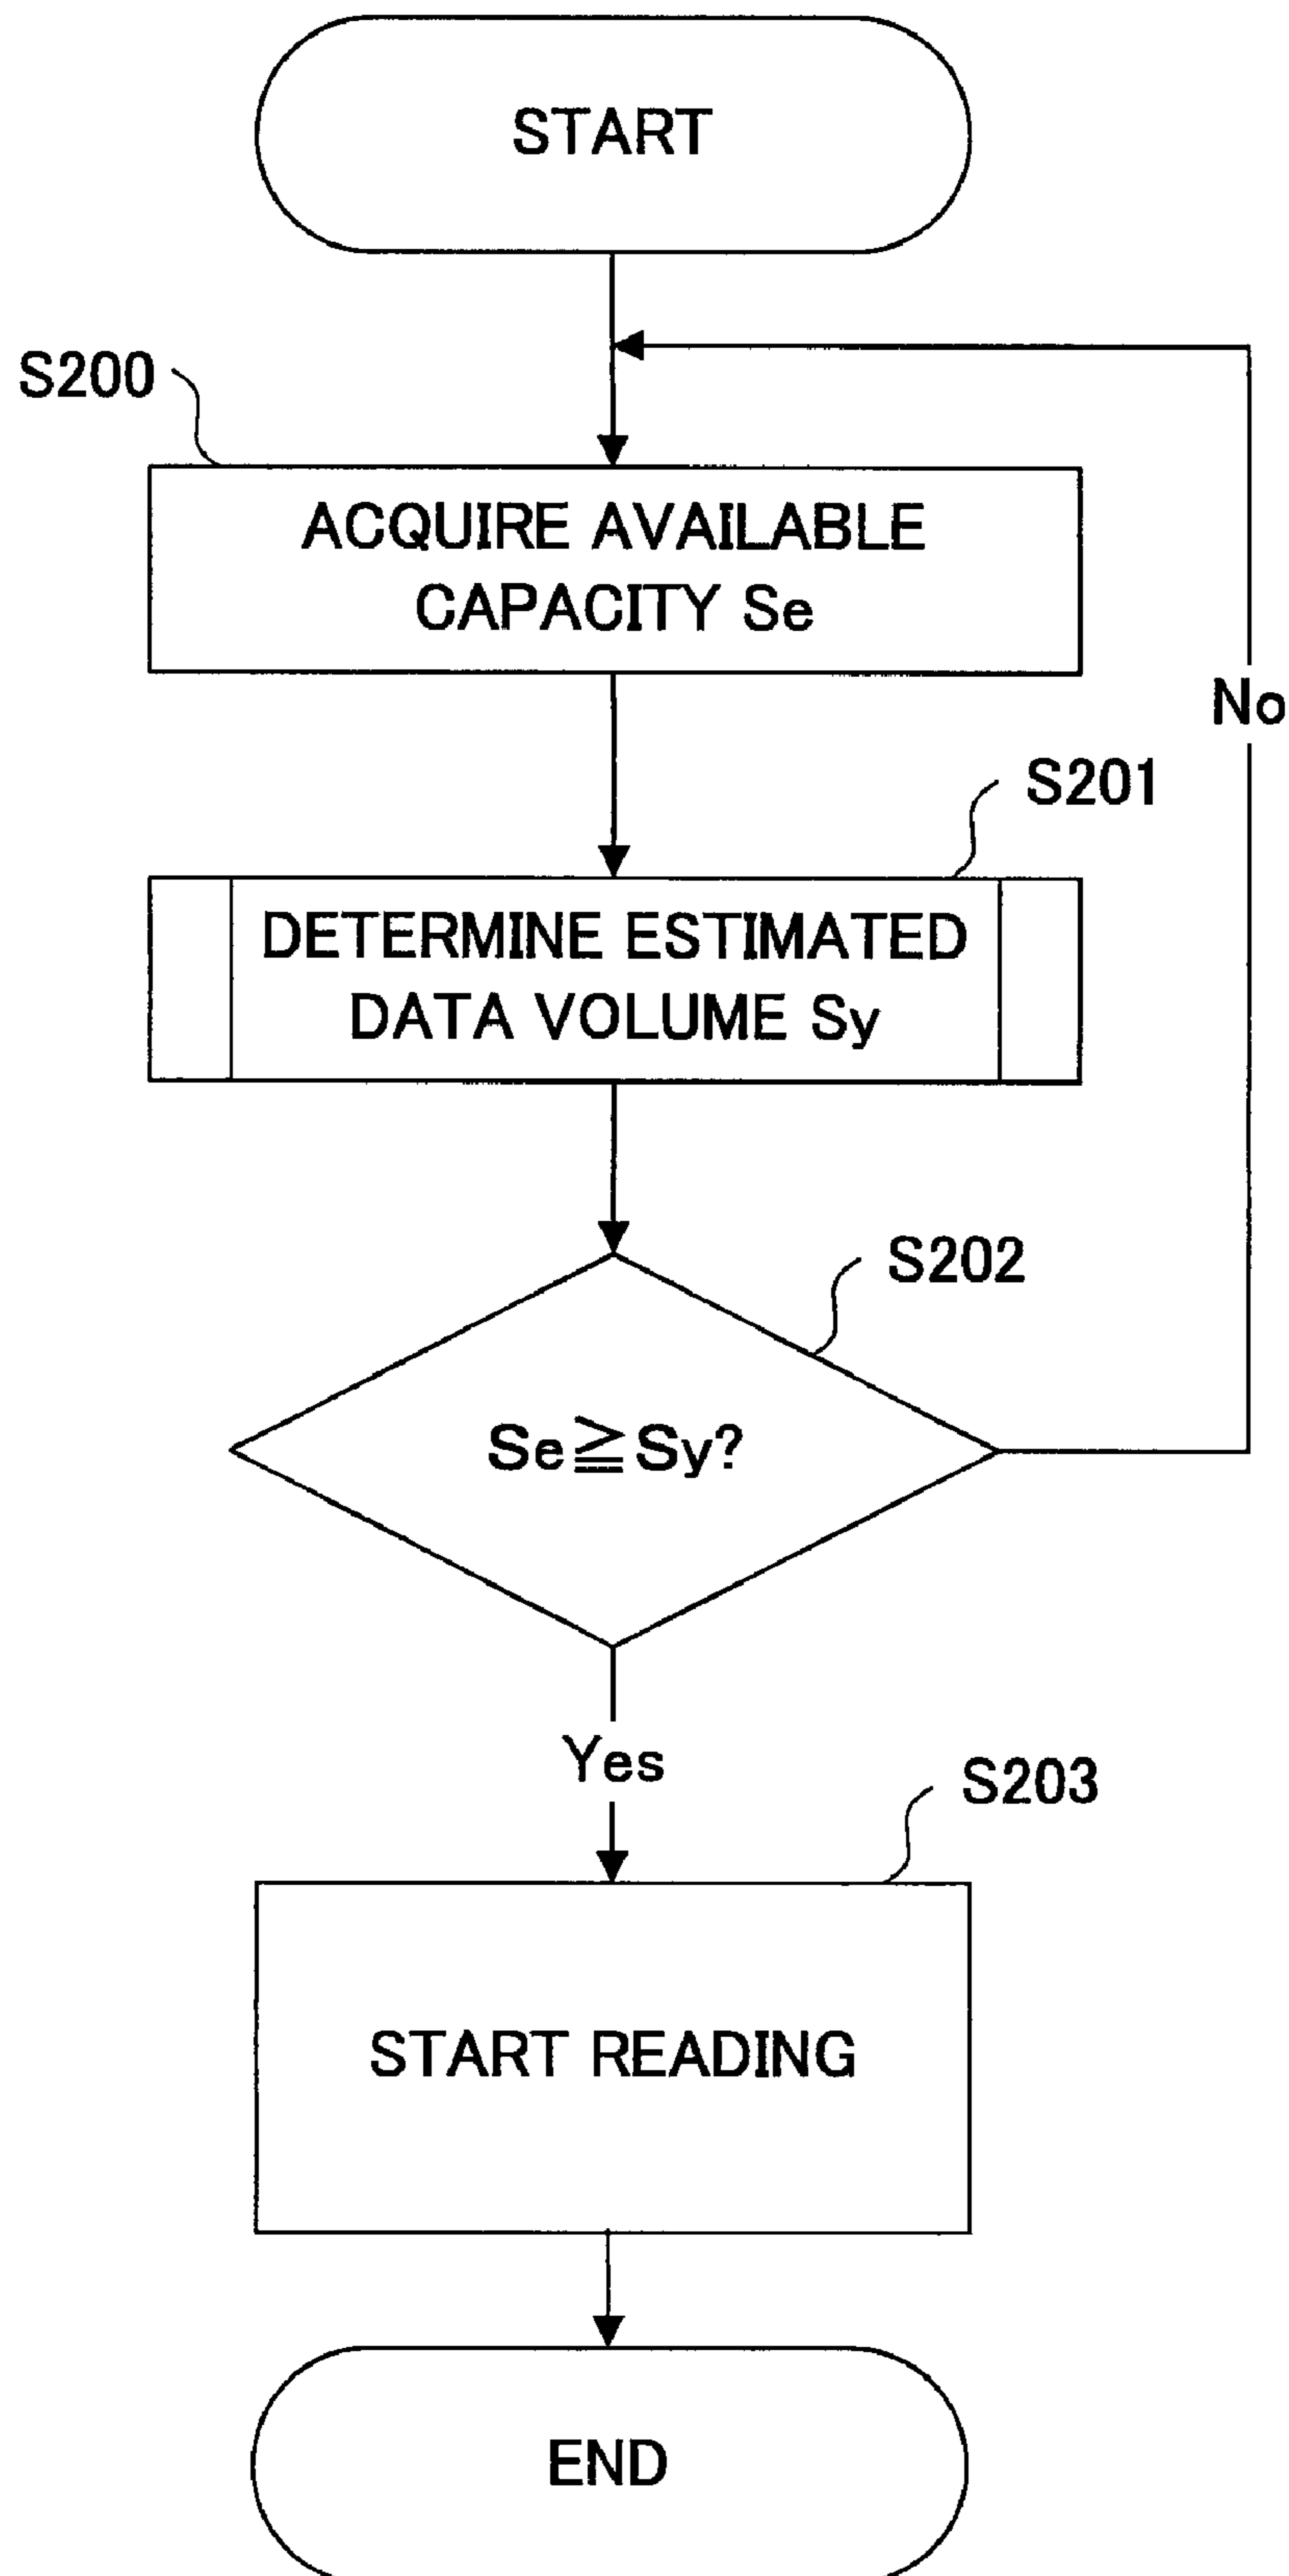 START
S200
ACQUIRE AVAILABLE
CAPACITY Se
No
S201
DETERMINE ESTIMATED
DATA VOLUME Sy
S202
Se≧Sy?
Yes
S203
START READING
END